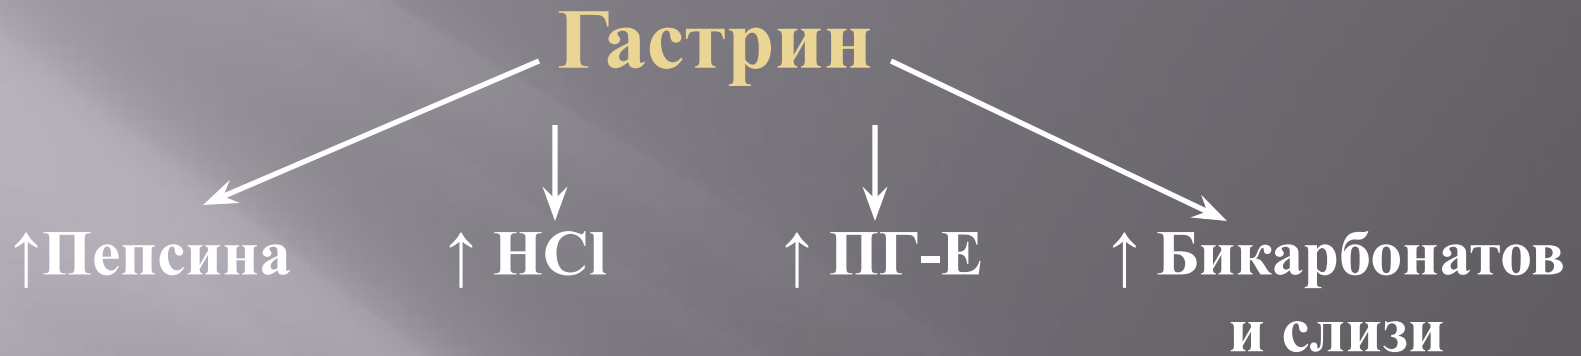 Гастрин
↑Пепсина ↑ HCl ↑ ПГ-Е ↑ Бикарбонатов
и слизи